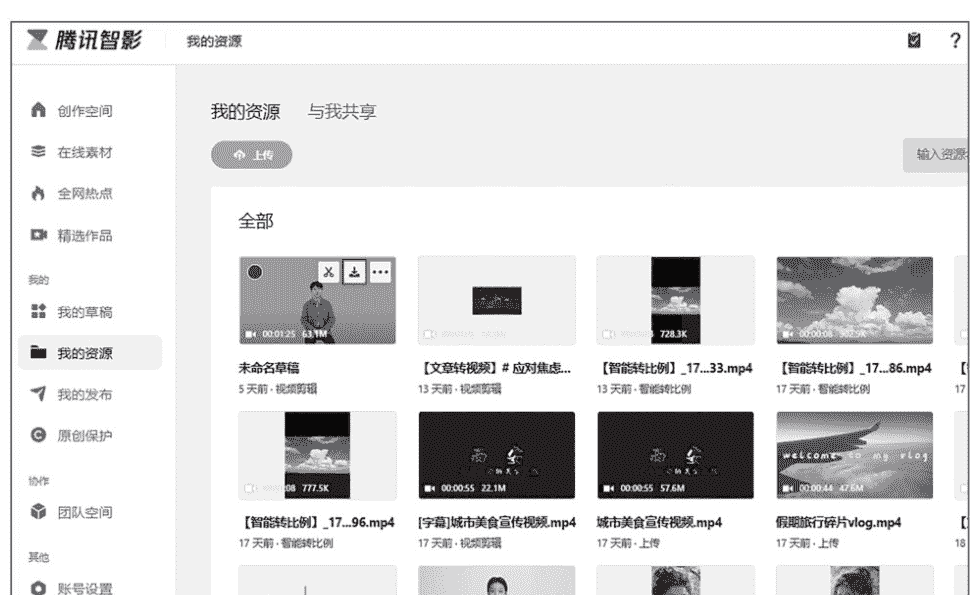 腾讯智影
我的资源
?
创作空间
在线素材
全网热点
精选作品
我的
我的草稿
我的资源
我的发布
原创保护
协作
团队空间
其他
账号设置
我的资源 与我共享
上传
输入资源
全部
00:01:25 63.1M
728.3K
未命名草稿
【文章转视频】# 应对焦虑...
【智能转比例】_17...33.mp4
【智能转比例】_17...86.mp4
5 天前 · 视频剪辑
13 天前 · 视频剪辑
13 天前 · 智能转比例
17 天前 · 智能转比例
17
777.5K
00:00:55 22.1M
00:00:55 57.6M
welcome to my vlog
00:00:44 47.6M
【智能转比例】_17...96.mp4
[字幕]城市美食宣传视频.mp4
城市美食宣传视频.mp4
假期旅行碎片vlog.mp4
17 天前 · 智能转比例
17 天前 · 视频剪辑
17 天前 · 上传
17 天前 · 上传
18